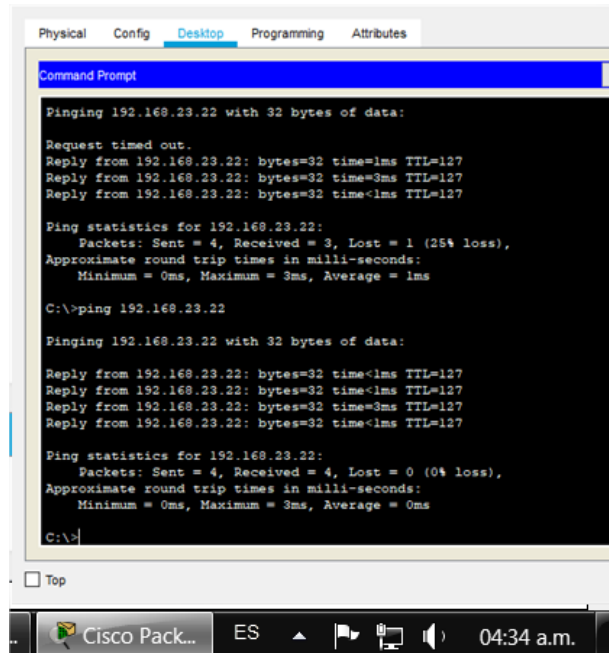 Physical Config Desktop Programming Attributes
Command Prompt
Pinging 192.168.23.22 with 32 bytes of data:
Request timed out.
Reply from 192.168.23.22: bytes=32 time=1ms TTL=127
Reply from 192.168.23.22: bytes=32 time=3ms TTL=127
Reply from 192.168.23.22: bytes=32 time<1ms TTL=127
Ping statistics for 192.168.23.22:
Packets: Sent = 4, Received = 3, Lost = 1 (25% loss),
Approximate round trip times in milli-seconds:
Minimum = 0ms, Maximum = 3ms, Average = 1ms
C:\>ping 192.168.23.22
Pinging 192.168.23.22 with 32 bytes of data:
Reply from 192.168.23.22: bytes=32 time<1ms TTL=127
Reply from 192.168.23.22: bytes=32 time<1ms TTL=127
Reply from 192.168.23.22: bytes=32 time=3ms TTL=127
Reply from 192.168.23.22: bytes=32 time<1ms TTL=127
Ping statistics for 192.168.23.22:
Packets: Sent = 4, Received = 4, Lost = 0 (0% loss),
Approximate round trip times in milli-seconds:
Minimum = 0ms, Maximum = 3ms, Average = 0ms
C:\>
Top
.. Cisco Pack... ES 04:34 a.m.